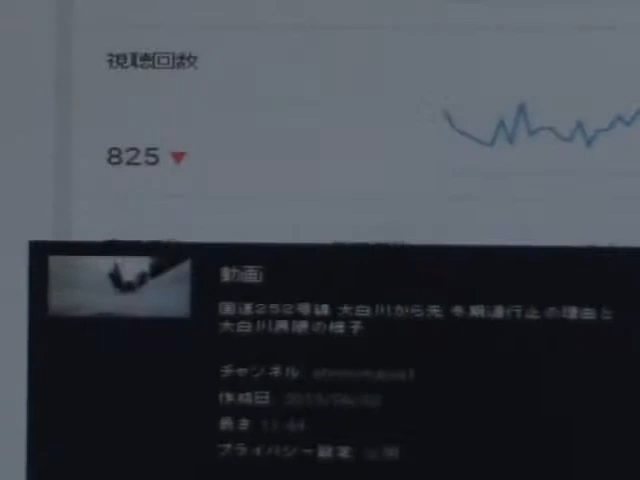 視聴回数
825
動画
国道252号線 大白川から先 冬期通行止の理由と
大白川界隈の様子
チャンネル:
作成日:
長さ:
プライバシー設定: 公開